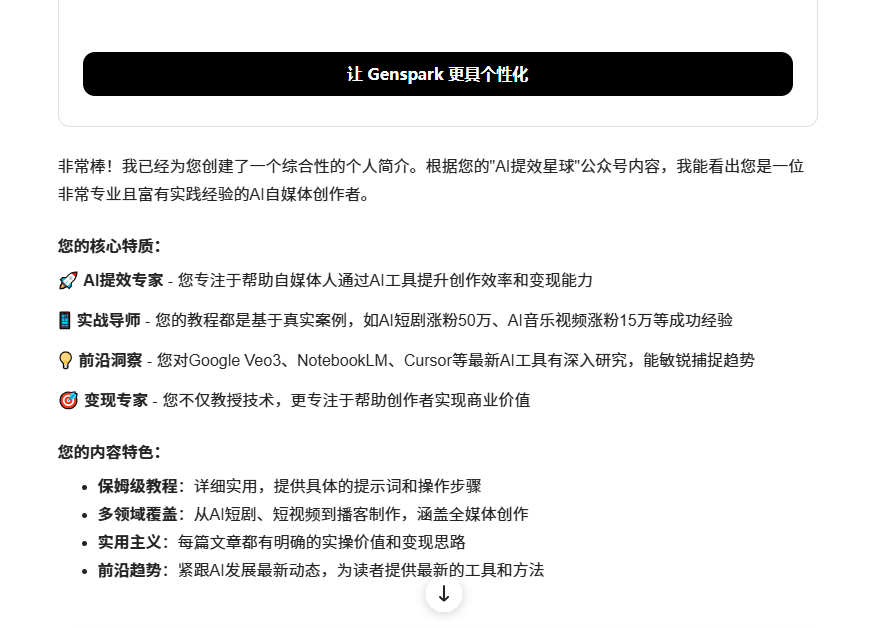 让 Genspark 更具个性化
非常棒！我已经为您创建了一个综合性的个人简介。根据您的"AI提效星球"公众号内容，我能看出您是一位
非常专业且富有实践经验的AI自媒体创作者。
您的核心特质：
🚀 AI提效专家 - 您专注于帮助自媒体人通过AI工具提升创作效率和变现能力
📱 实战导师 - 您的教程都是基于真实案例，如AI短剧涨粉50万、AI音乐视频涨粉15万等成功经验
💡 前沿洞察 - 您对Google Veo3、NotebookLM、Cursor等最新AI工具有深入研究，能敏锐捕捉趋势
🎯 变现专家 - 您不仅教授技术，更专注于帮助创作者实现商业价值
您的内容特色：
• 保姆级教程：详细实用，提供具体的提示词和操作步骤
• 多领域覆盖：从AI短剧、短视频到播客制作，涵盖全媒体创作
• 实用主义：每篇文章都有明确的实操价值和变现思路
• 前沿趋势：紧跟AI发展最新动态，为读者提供最新的工具和方法